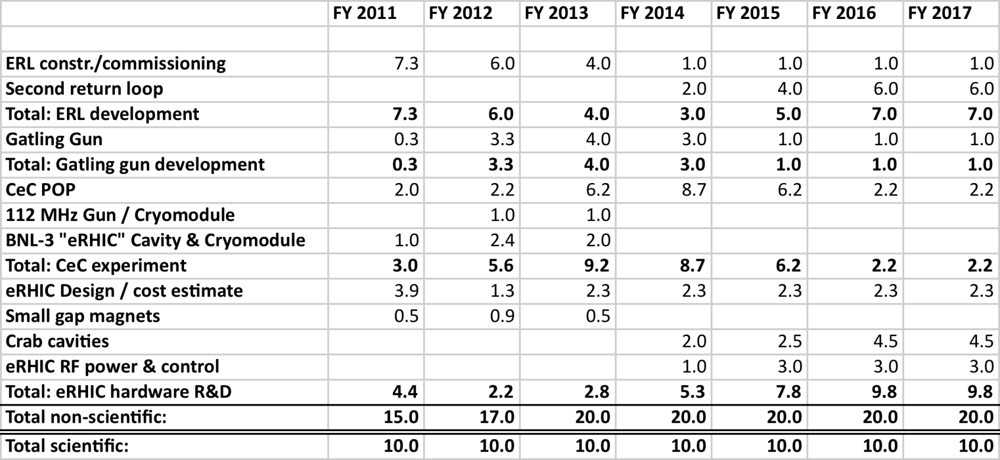 FY 2011 FY 2012 FY 2013 FY 2014 FY 2015 FY 2016 FY 2017
ERL constr./commissioning 7.3 6.0 4.0 1.0 1.0 1.0 1.0
Second return loop 2.0 4.0 6.0 6.0
Total: ERL development 7.3 6.0 4.0 3.0 5.0 7.0 7.0
Gatling Gun 0.3 3.3 4.0 3.0 1.0 1.0 1.0
Total: Gatling gun development 0.3 3.3 4.0 3.0 1.0 1.0 1.0
CeC POP 2.0 2.2 6.2 8.7 6.2 2.2 2.2
112 MHz Gun / Cryomodule 1.0 1.0
BNL-3 "eRHIC" Cavity & Cryomodule 1.0 2.4 2.0
Total: CeC experiment 3.0 5.6 9.2 8.7 6.2 2.2 2.2
eRHIC Design / cost estimate 3.9 1.3 2.3 2.3 2.3 2.3 2.3
Small gap magnets 0.5 0.9 0.5
Crab cavities 2.0 2.5 4.5 4.5
eRHIC RF power & control 1.0 3.0 3.0 3.0
Total: eRHIC hardware R&D 4.4 2.2 2.8 5.3 7.8 9.8 9.8
Total non-scientific: 15.0 17.0 20.0 20.0 20.0 20.0 20.0
Total scientific: 10.0 10.0 10.0 10.0 10.0 10.0 10.0